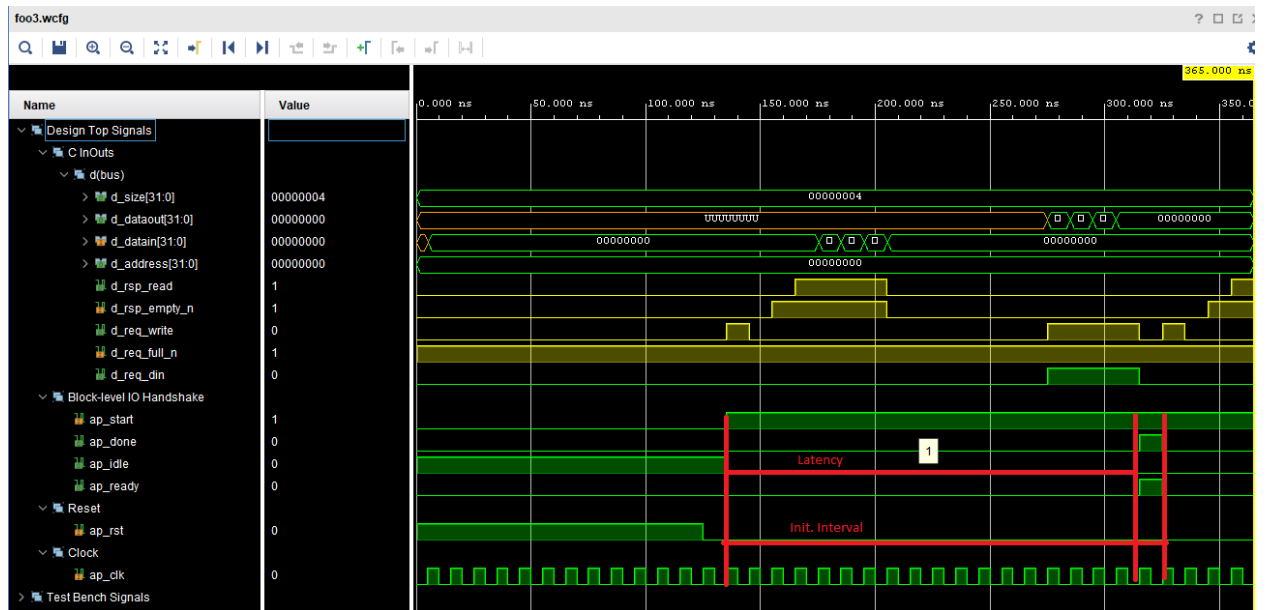 foo3.wcfg
?
365.000 ns
Name Value
0.000 ns 50.000 ns 100.000 ns 150.000 ns 200.000 ns 250.000 ns 300.000 ns 350.0
Design Top Signals
C InOuts
d(bus)
d_size[31:0] 00000004 00000004
d_dataout[31:0] 00000000 UUUUUUUU 00000000
d_datain[31:0] 00000000 00000000 00000000
d_address[31:0] 00000000 00000000
d_rsp_read 1
d_rsp_empty_n 1
d_req_write 0
d_req_full_n 1
d_req_din 0
Block-level IO Handshake
ap_start 1
ap_done 0
1
ap_idle 0 Latency
ap_ready 0
Reset
ap_rst 0 Init. Interval
Clock
ap_clk 0
Test Bench Signals